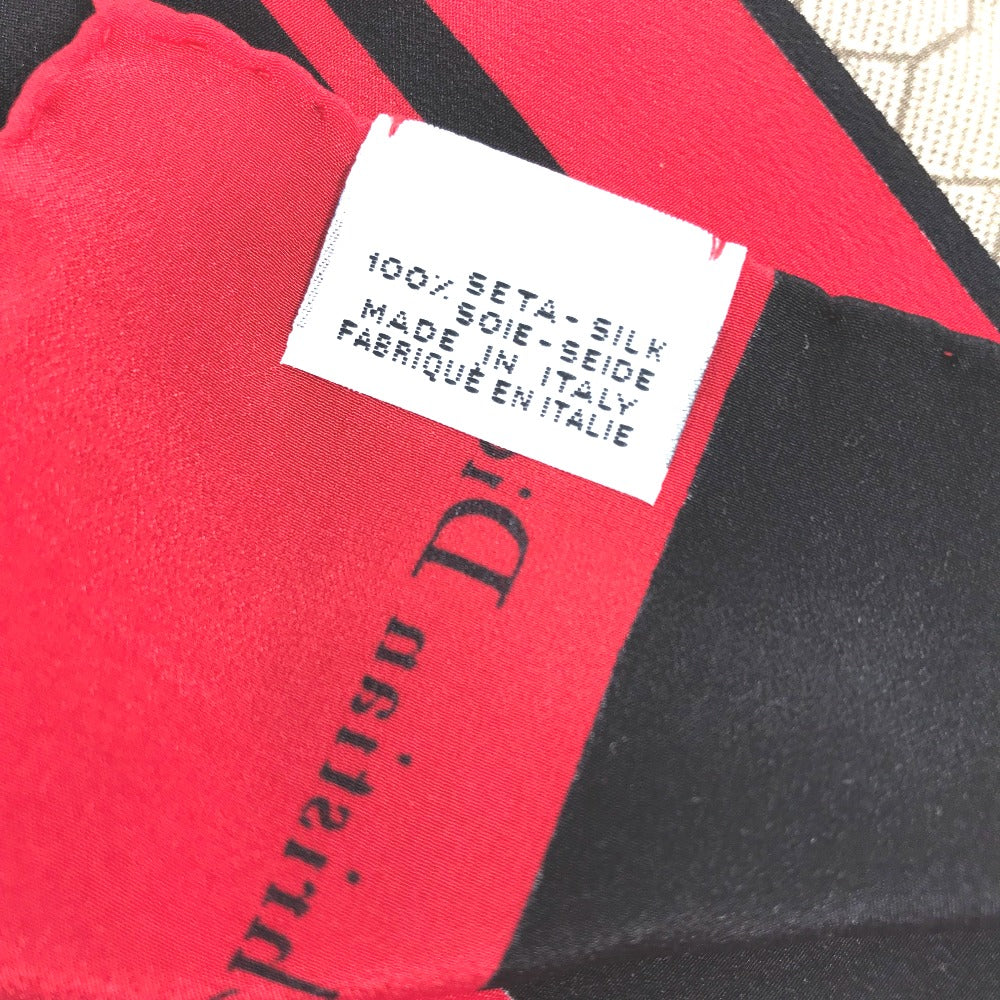 100% SETA-SILK
SOIE-SEIDE
MADE IN ITALY
FABRIQUÉ EN ITALIE
Christian Dio